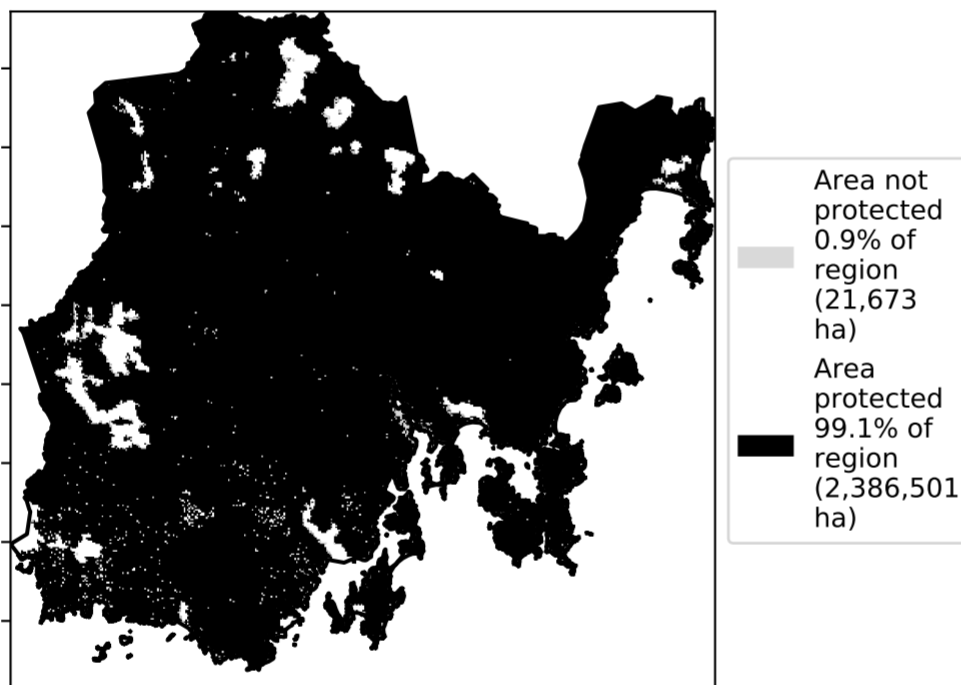 Area not
protected
0.9% of
region
(21,673
ha)
Area
protected
99.1% of
region
(2,386,501
ha)